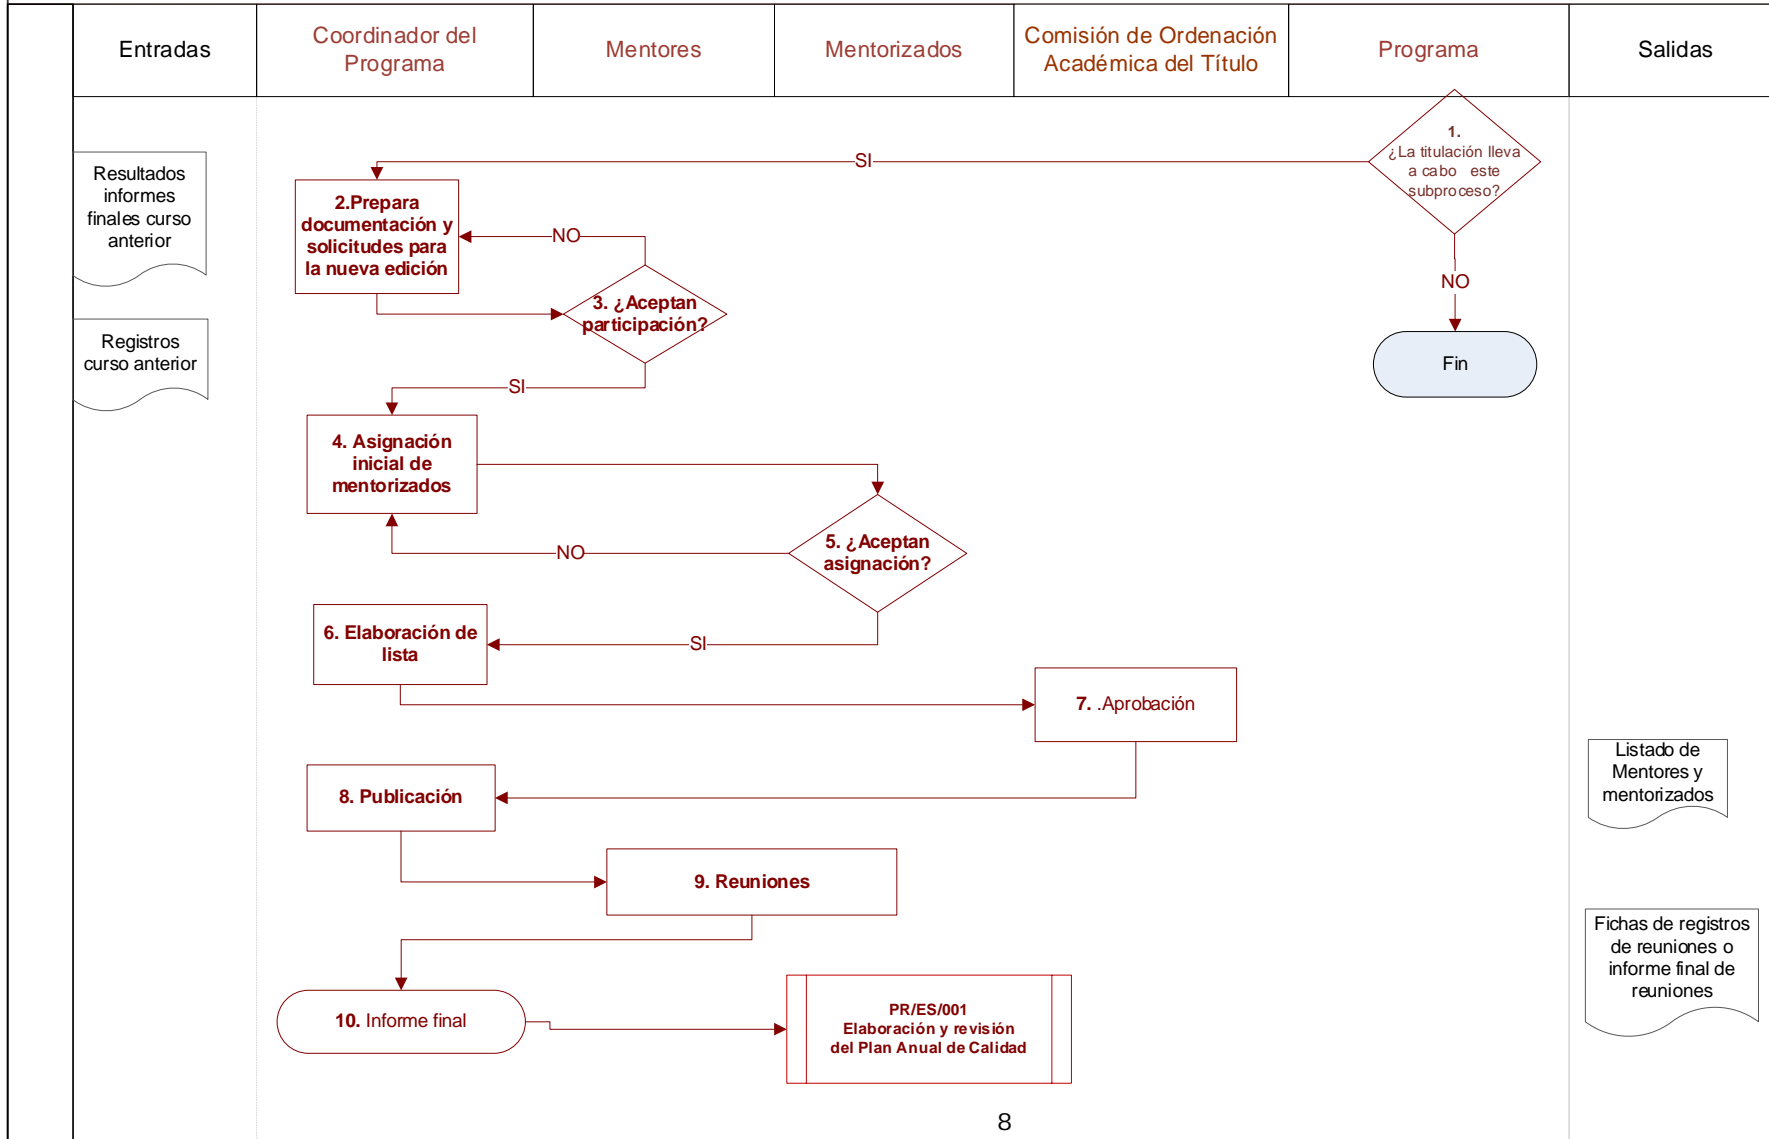 Entradas
Coordinador del
Programa
Mentores
Mentorizados
Comisión de Ordenación
Académica del Título
Programa
Salidas
1.
¿La titulación lleva
a cabo este
subproceso?
SI
NO
Fin
Resultados
informes
finales curso
anterior
Registros
curso anterior
2.Prepara
documentación y
solicitudes para
la nueva edición
NO
3. ¿Aceptan
participación?
SI
4. Asignación
inicial de
mentorizados
5. ¿Aceptan
asignación?
NO
SI
6. Elaboración de
lista
7. .Aprobación
8. Publicación
Listado de
Mentores y
mentorizados
9. Reuniones
Fichas de registros
de reuniones o
informe final de
reuniones
10. Informe final
PR/ES/001
Elaboración y revisión
del Plan Anual de Calidad
8